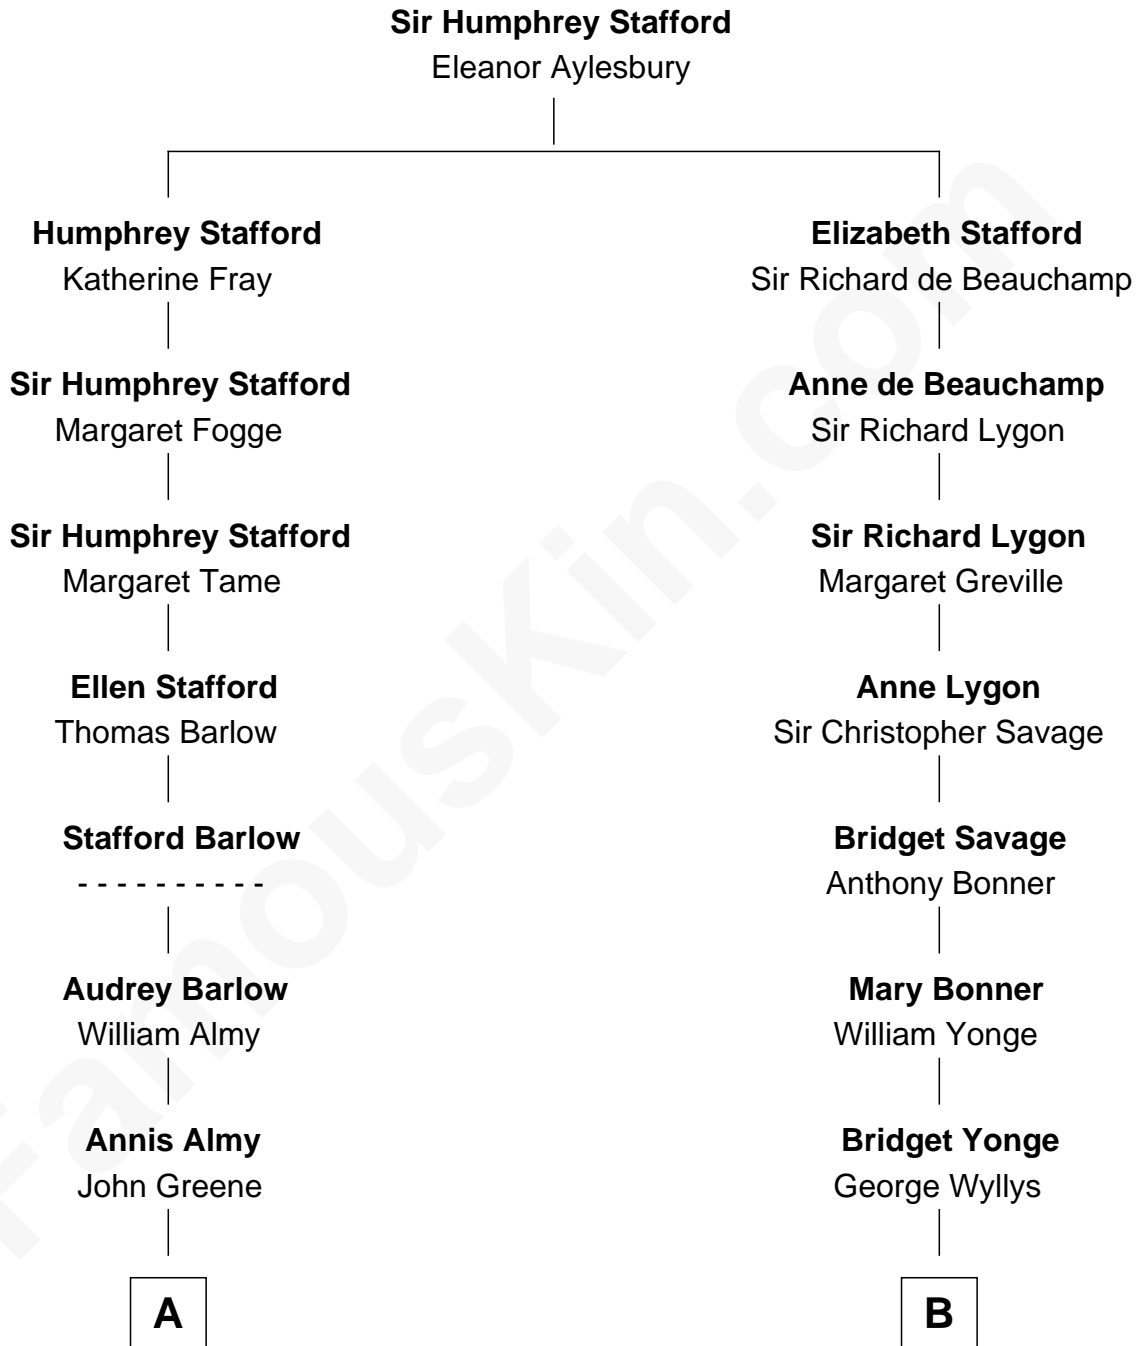 Sir Humphrey Stafford
Eleanor Aylesbury
Humphrey Stafford
Katherine Fray
Elizabeth Stafford
Sir Richard de Beauchamp
Sir Humphrey Stafford
Margaret Fogge
Anne de Beauchamp
Sir Richard Lygon
Sir Humphrey Stafford
Margaret Tame
Sir Richard Lygon
Margaret Greville
Ellen Stafford
Thomas Barlow
Anne Lygon
Sir Christopher Savage
Stafford Barlow
- - - - - - - - - -
Bridget Savage
Anthony Bonner
Audrey Barlow
William Almy
Mary Bonner
William Yonge
Annis Almy
John Greene
Bridget Yonge
George Wyllys
A
B
FamousKin.com